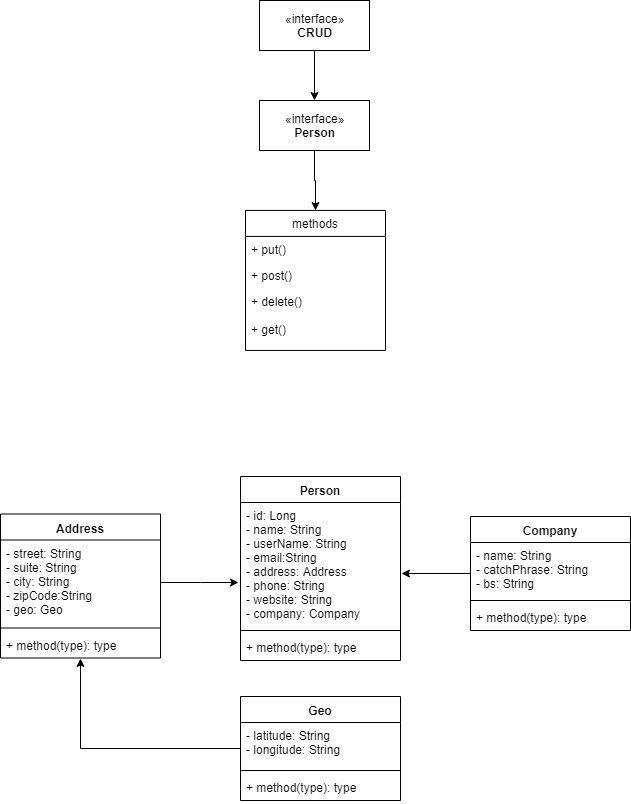 «interface»
CRUD
«interface»
Person
methods
+ put()
+ post()
+ delete()
+ get()
Person
- id: Long
- name: String
- userName: String
- email:String
- address: Address
- phone: String
- website: String
- company: Company
+ method(type): type
Address
- street: String
- suite: String
- city: String
- zipCode:String
- geo: Geo
+ method(type): type
Company
- name: String
- catchPhrase: String
- bs: String
+ method(type): type
Geo
- latitude: String
- longitude: String
+ method(type): type